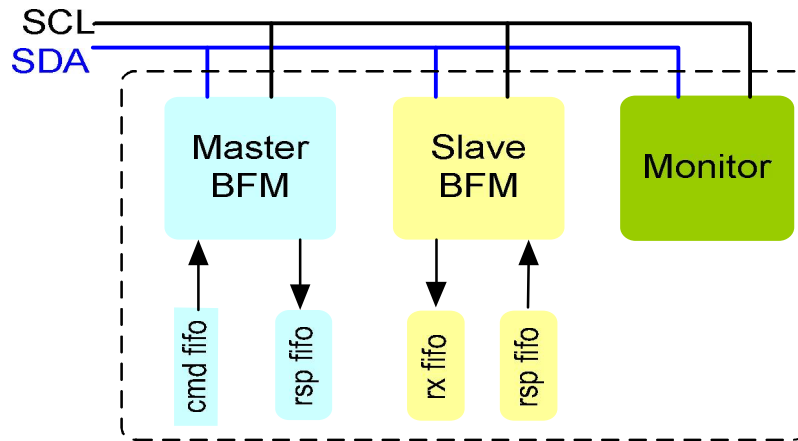 SCL
SDA
Master
BFM
Slave
BFM
Monitor
cmd fifo
rsp fifo
rx fifo
rsp fifo